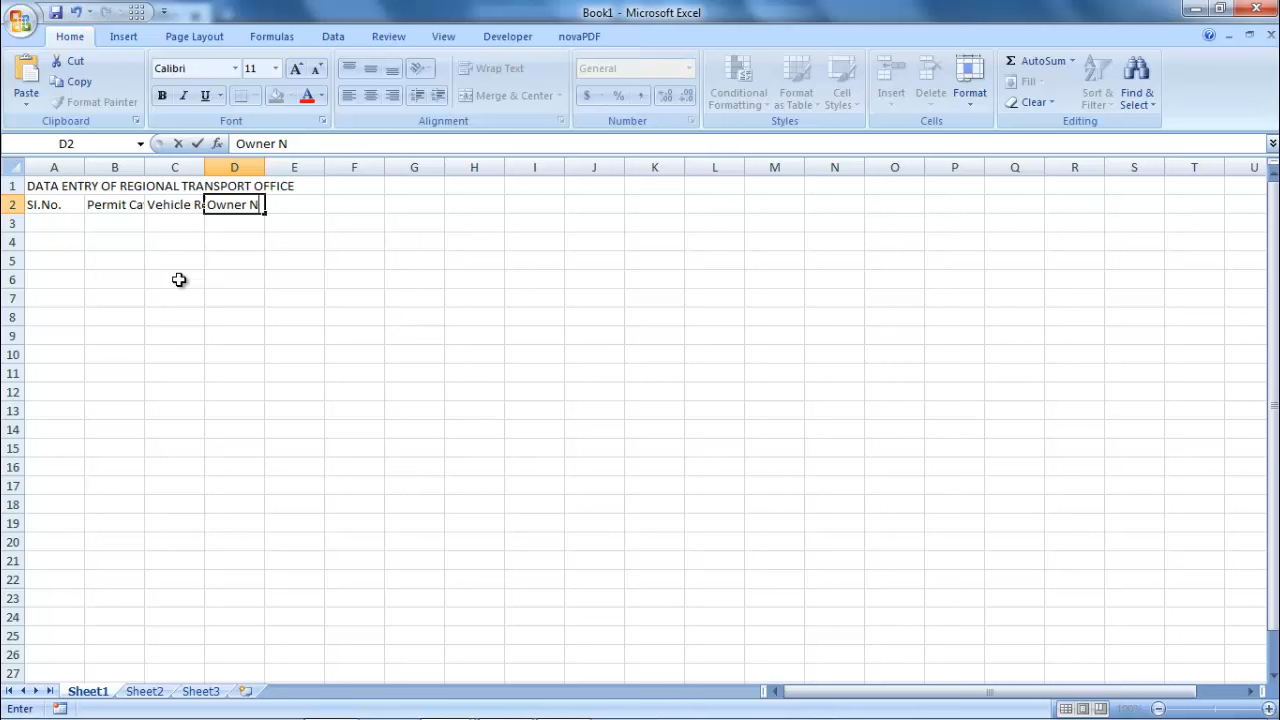 Book1 - Microsoft Excel
Home Insert Page Layout Formulas Data Review View Developer novaPDF
Paste
Cut
Copy
Format Painter
Clipboard
Calibri 11
B I U
Font
Wrap Text
Merge & Center
Alignment
General
$ % ,
Number
Conditional Formatting
Format as Table
Cell Styles
Styles
Insert Delete Format
Cells
Σ AutoSum
Fill
Clear
Sort & Filter
Find & Select
Editing
D2 fx Owner N
A B C D E F G H I J K L M N O P Q R S T U
1 DATA ENTRY OF REGIONAL TRANSPORT OFFICE
2 SI.No. Permit Ca Vehicle Re Owner N
3
4
5
6
7
8
9
10
11
12
13
14
15
16
17
18
19
20
21
22
23
24
25
26
27
Sheet1 Sheet2 Sheet3
Enter 100%